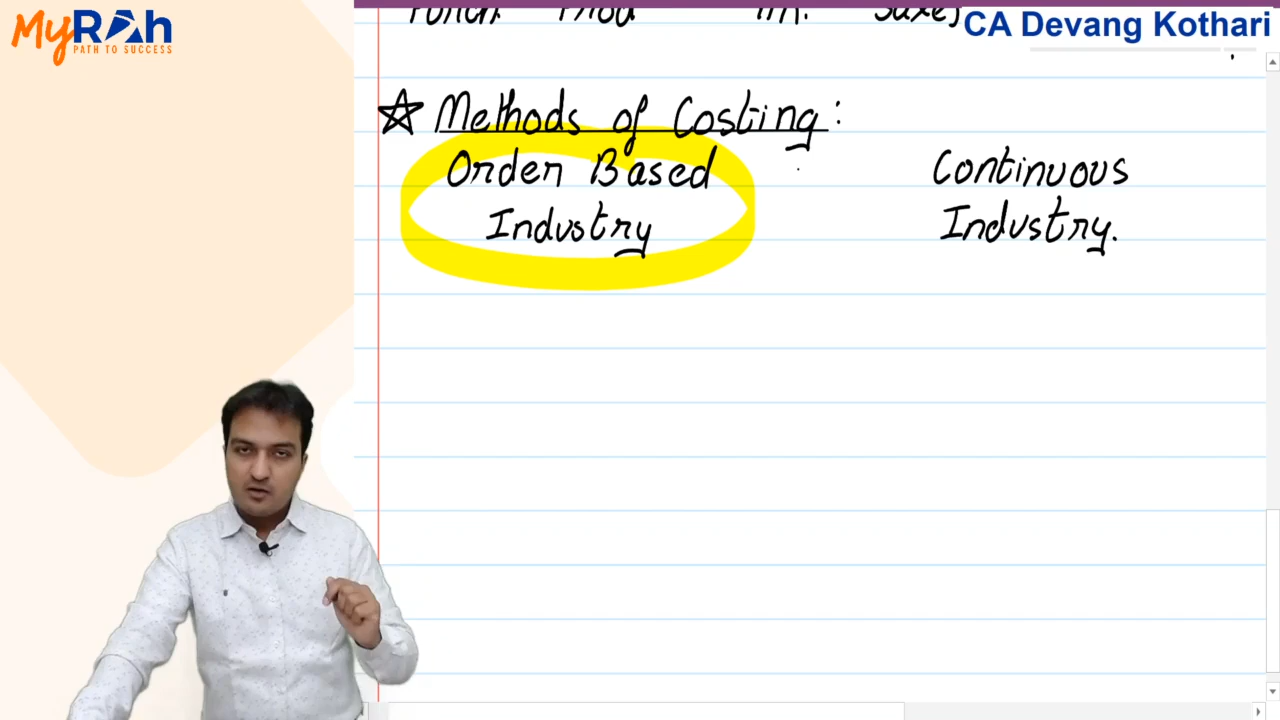 MyRAh
PATH TO SUCCESS
CA Devang Kothari
Methods of Costing:
Order Based
Industry
Continuous
Industry.